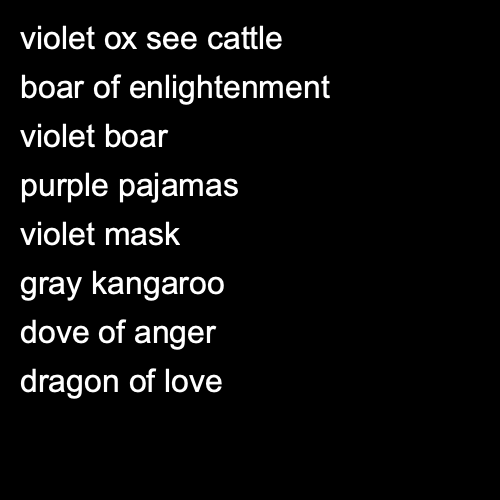 violet ox see cattle
boar of enlightenment
violet boar
purple pajamas
violet mask
gray kangaroo
dove of anger
dragon of love